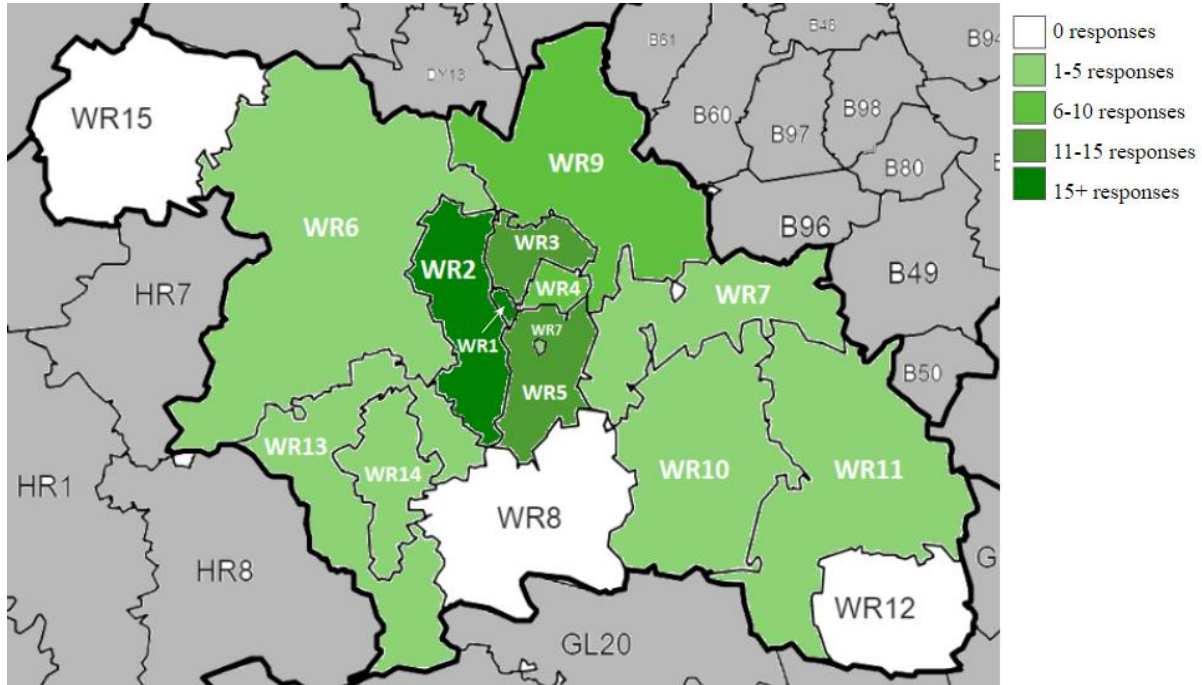 B61
B48
B94
0 responses
DY13
1-5 responses
WR15
B60
B98
6-10 responses
B97
WR9
B80
11-15 responses
15+ responses
WR6
B96
WR3
WR2
B49
HR7
WR4
WR7
WR7
WR1
B50
WR5
WR13
WR14
WR10
WR11
HR1
WR8
HR8
G
WR12
GL20